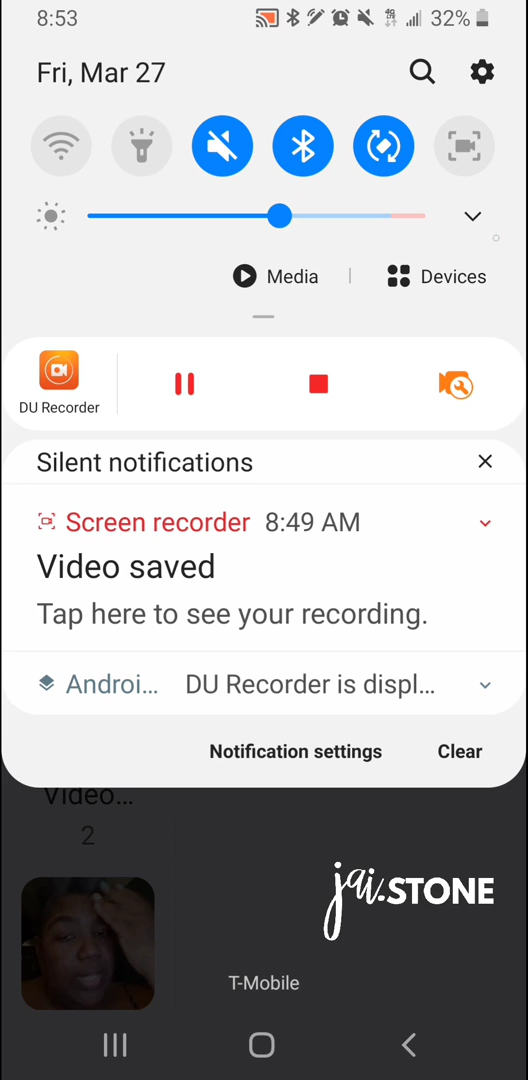 8:53 32%
Fri, Mar 27
Media | Devices
DU Recorder
Silent notifications
Screen recorder 8:49 AM
Video saved
Tap here to see your recording.
Androi... DU Recorder is displ...
Notification settings Clear
Video...
2
jai.STONE
T-Mobile